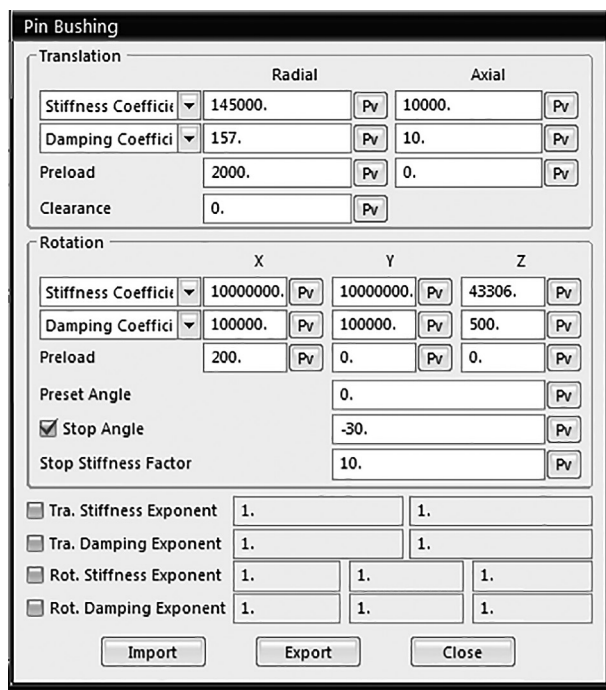 Pin Bushing
Translation
Radial Axial
Stiffness Coefficie 145000. Pv 10000. Pv
Damping Coeffici 157. Pv 10. Pv
Preload 2000. Pv 0. Pv
Clearance 0. Pv
Rotation
X Y Z
Stiffness Coefficie 10000000. Pv 10000000. Pv 43306. Pv
Damping Coeffici 100000. Pv 100000. Pv 500. Pv
Preload 200. Pv 0. Pv 0. Pv
Preset Angle 0. Pv
Stop Angle -30. Pv
Stop Stiffness Factor 10. Pv
Tra. Stiffness Exponent 1. 1.
Tra. Damping Exponent 1. 1.
Rot. Stiffness Exponent 1. 1. 1.
Rot. Damping Exponent 1. 1. 1.
Import Export Close